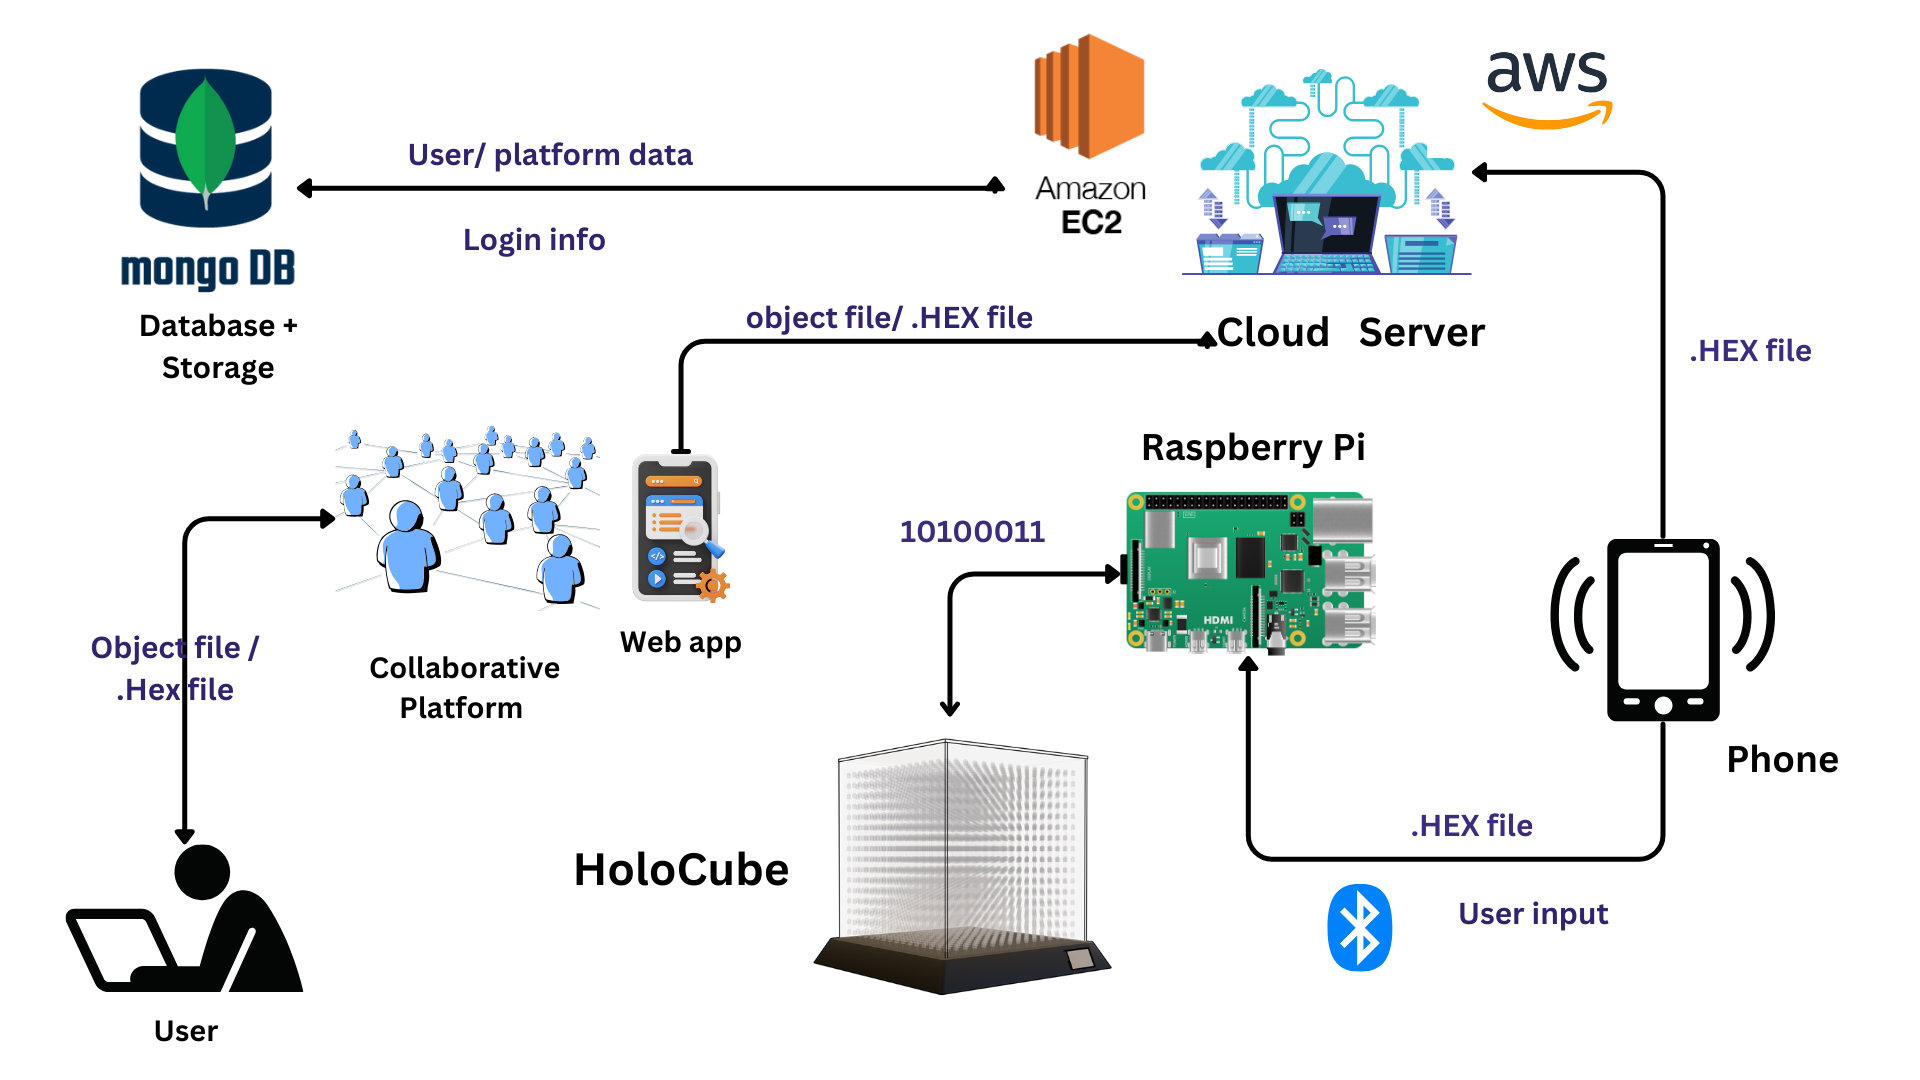 aws
User/ platform data
Amazon
EC2
Login info
mongo DB
object file/ .HEX file
Database +
Storage
Cloud Server
.HEX file
Raspberry Pi
10100011
HDMI
Web app
Object file /
.Hex file
Collaborative
Platform
Phone
.HEX file
HoloCube
User input
User